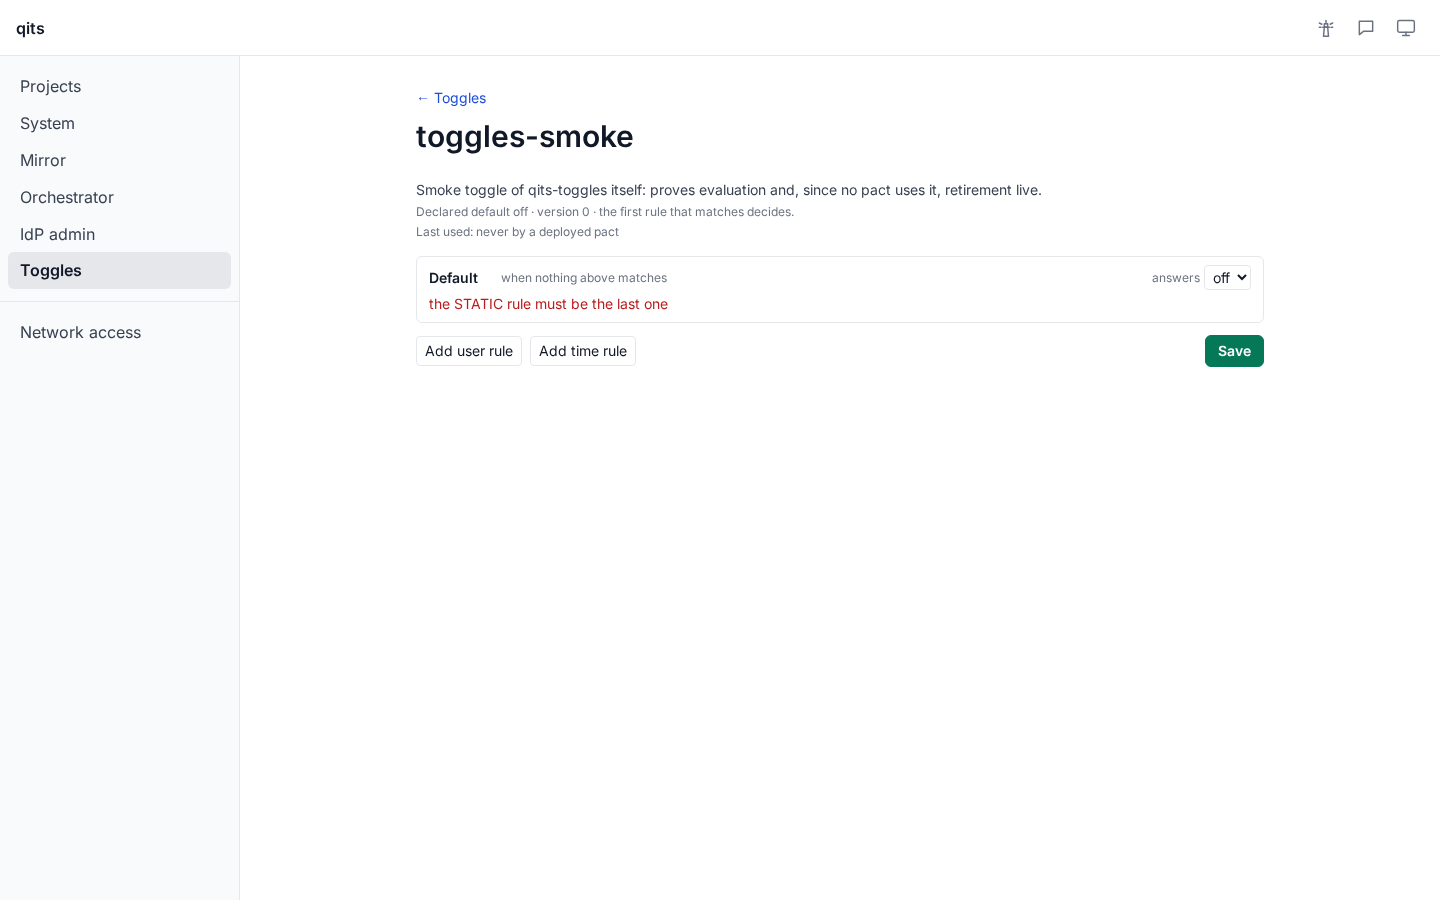 qits
Projects
System
Mirror
Orchestrator
IdP admin
Toggles
Network access
← Toggles
toggles-smoke
Smoke toggle of qits-toggles itself: proves evaluation and, since no pact uses it, retirement live.
Declared default off · version 0 · the first rule that matches decides.
Last used: never by a deployed pact
Default when nothing above matches answers off
the STATIC rule must be the last one
Add user rule Add time rule Save